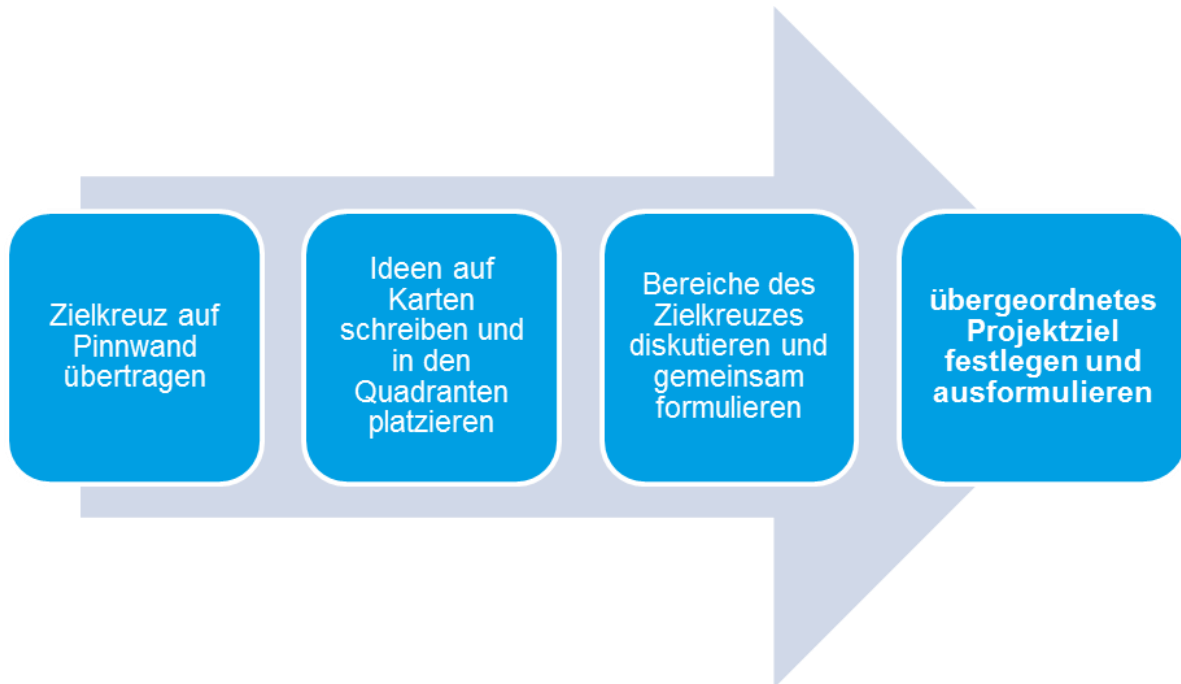 Zielkreuz auf
Pinnwand
übertragen
Ideen auf
Karten
schreiben und
in den
Quadranten
platzieren
Bereiche des
Zielkreuzes
diskutieren und
gemeinsam
formulieren
übergeordnetes
Projektziel
festlegen und
ausformulieren